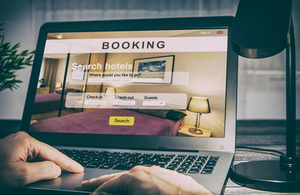 BOOKING
Search hotels
Where would you like to go?
Check-in Check-out Guests
Search